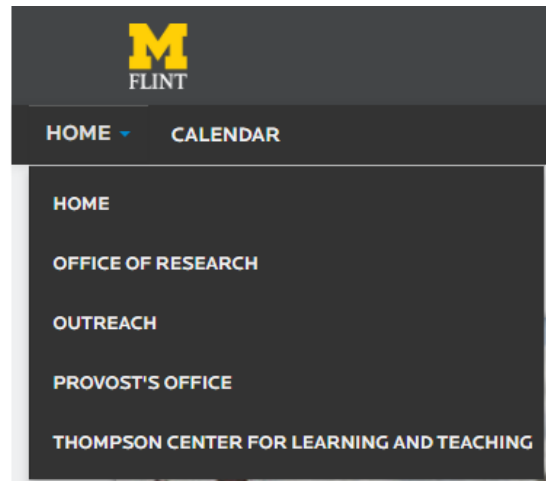 M
FLINT
HOME CALENDAR
HOME
OFFICE OF RESEARCH
OUTREACH
PROVOST'S OFFICE
THOMPSON CENTER FOR LEARNING AND TEACHING